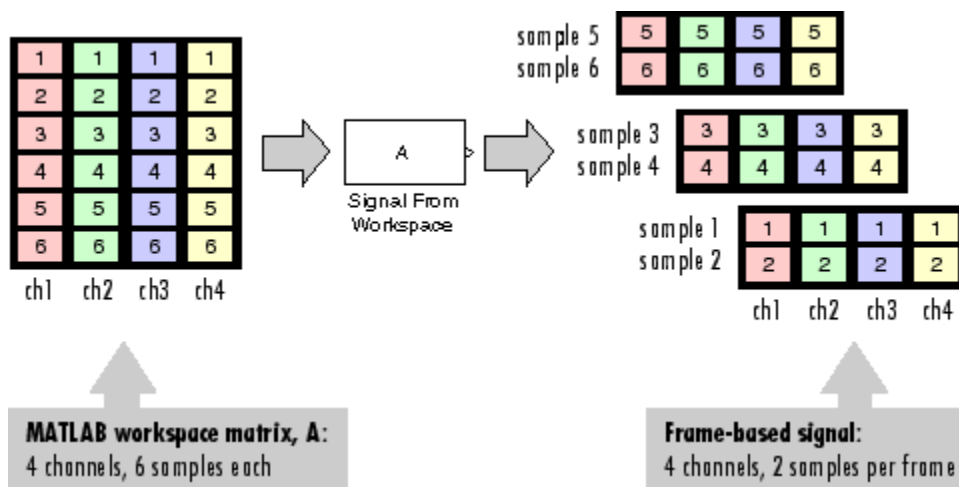 1 1 1 1
2 2 2 2
3 3 3 3
4 4 4 4
5 5 5 5
6 6 6 6
ch1 ch2 ch3 ch4
A
Signal From
Workspace
sample 5 5 5 5 5
sample 6 6 6 6 6
sample 3 3 3 3 3
sample 4 4 4 4 4
sample 1 1 1 1 1
sample 2 2 2 2 2
ch1 ch2 ch3 ch4
MATLAB workspace matrix, A:
4 channels, 6 samples each
Frame-based signal:
4 channels, 2 samples per frame